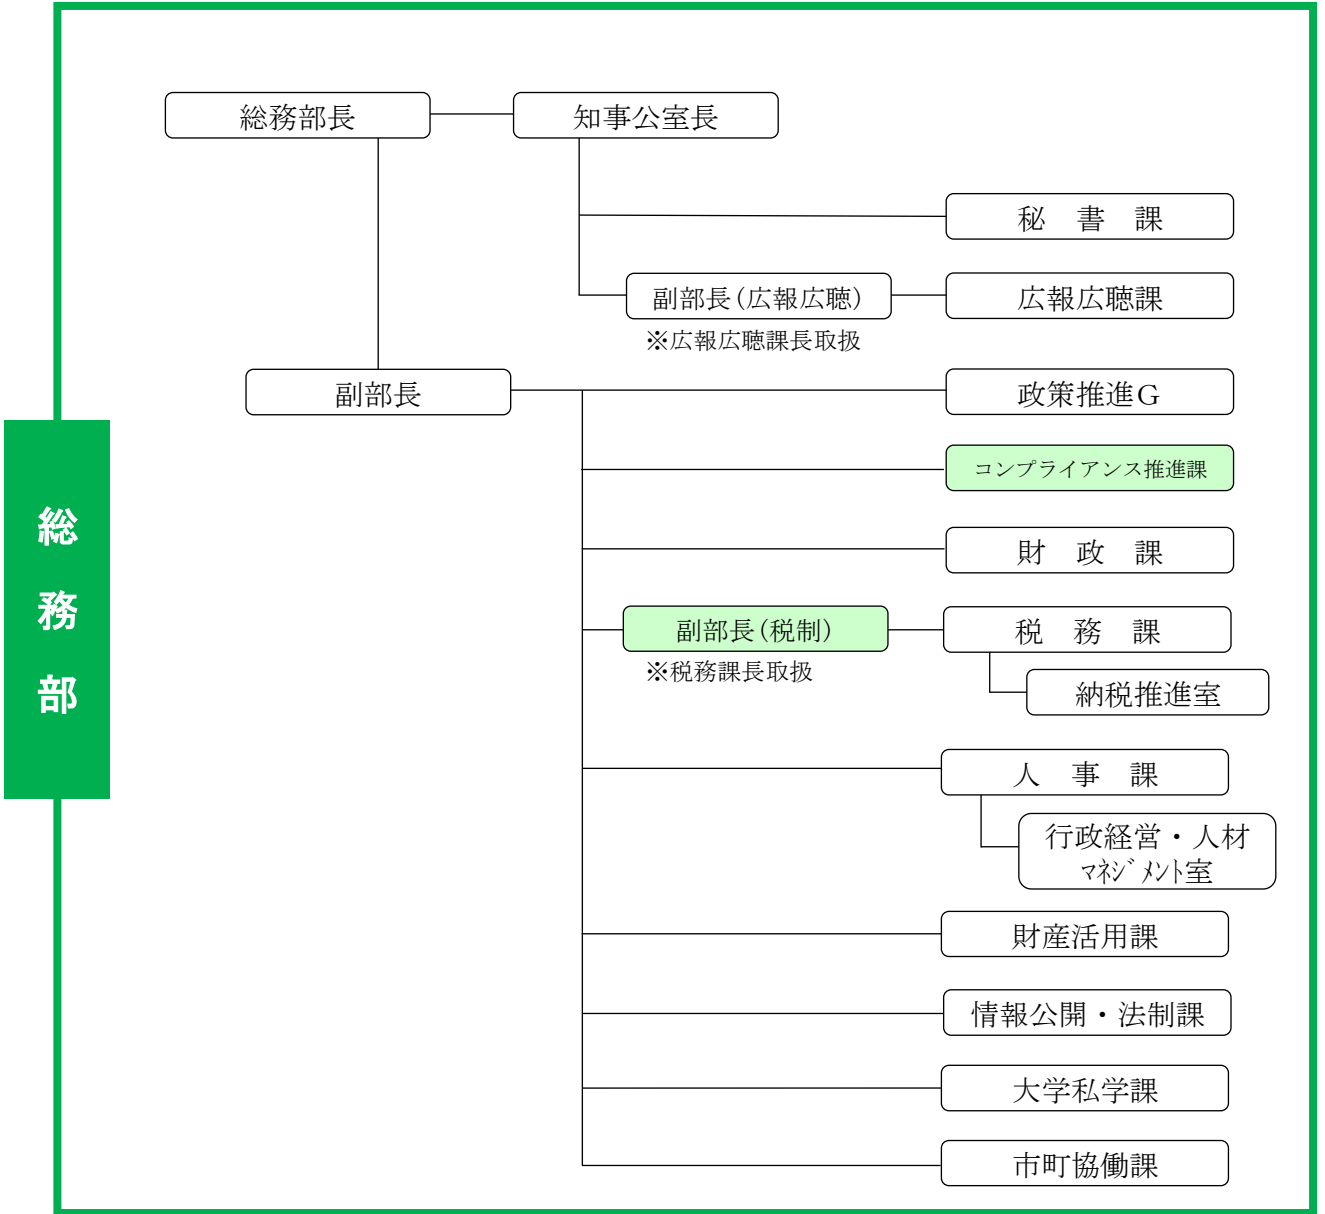 総務部
総務部長
知事公室長
秘　書　課
副部長(広報広聴)
広報広聴課
※広報広聴課長取扱
副部長
政策推進G
コンプライアンス推進課
財　政　課
副部長(税制)
税　務　課
※税務課長取扱
納税推進室
人　事　課
行政経営・人材
ﾏﾈｼﾞﾒﾝﾄ室
財産活用課
情報公開・法制課
大学私学課
市町協働課